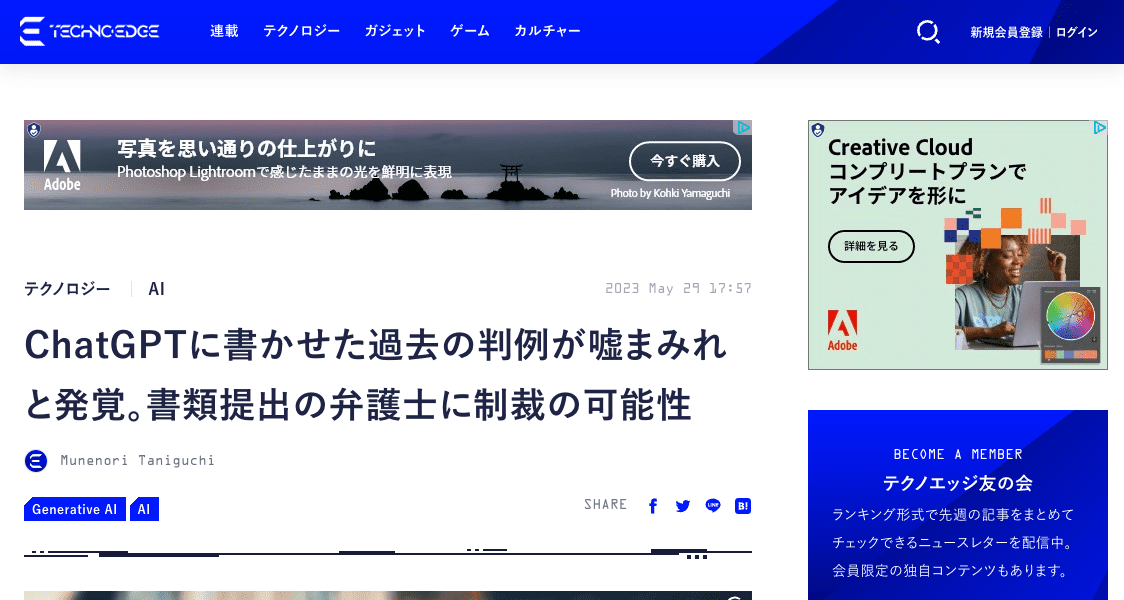 TECHNO-EDGE
連載 テクノロジー ガジェット ゲーム カルチャー
新規会員登録 | ログイン
写真を思い通りの仕上がりに
Photoshop Lightroomで感じたままの光を鮮明に表現
Adobe
今すぐ購入
Photo by Kohki Yamaguchi
テクノロジー | AI
2023 May 29 17:57
ChatGPTに書かせた過去の判例が嘘まみれ
と発覚。書類提出の弁護士に制裁の可能性
Munenori Taniguchi
Generative AI AI
SHARE
LINE
B!
Creative Cloud
コンプリートプランで
アイデアを形に
詳細を見る
Adobe
BECOME A MEMBER
テクノエッジ友の会
ランキング形式で先週の記事をまとめて
チェックできるニュースレターを配信中。
会員限定の独自コンテンツもあります。